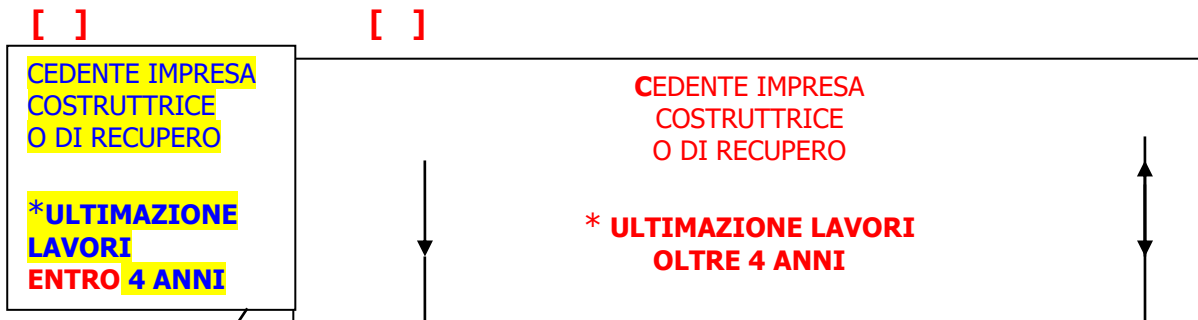 [ ] [ ]
CEDENTE IMPRESA
COSTRUTTRICE
O DI RECUPERO
*ULTIMAZIONE
LAVORI
ENTRO 4 ANNI
CEDENTE IMPRESA
COSTRUTTRICE
O DI RECUPERO
* ULTIMAZIONE LAVORI
OLTRE 4 ANNI